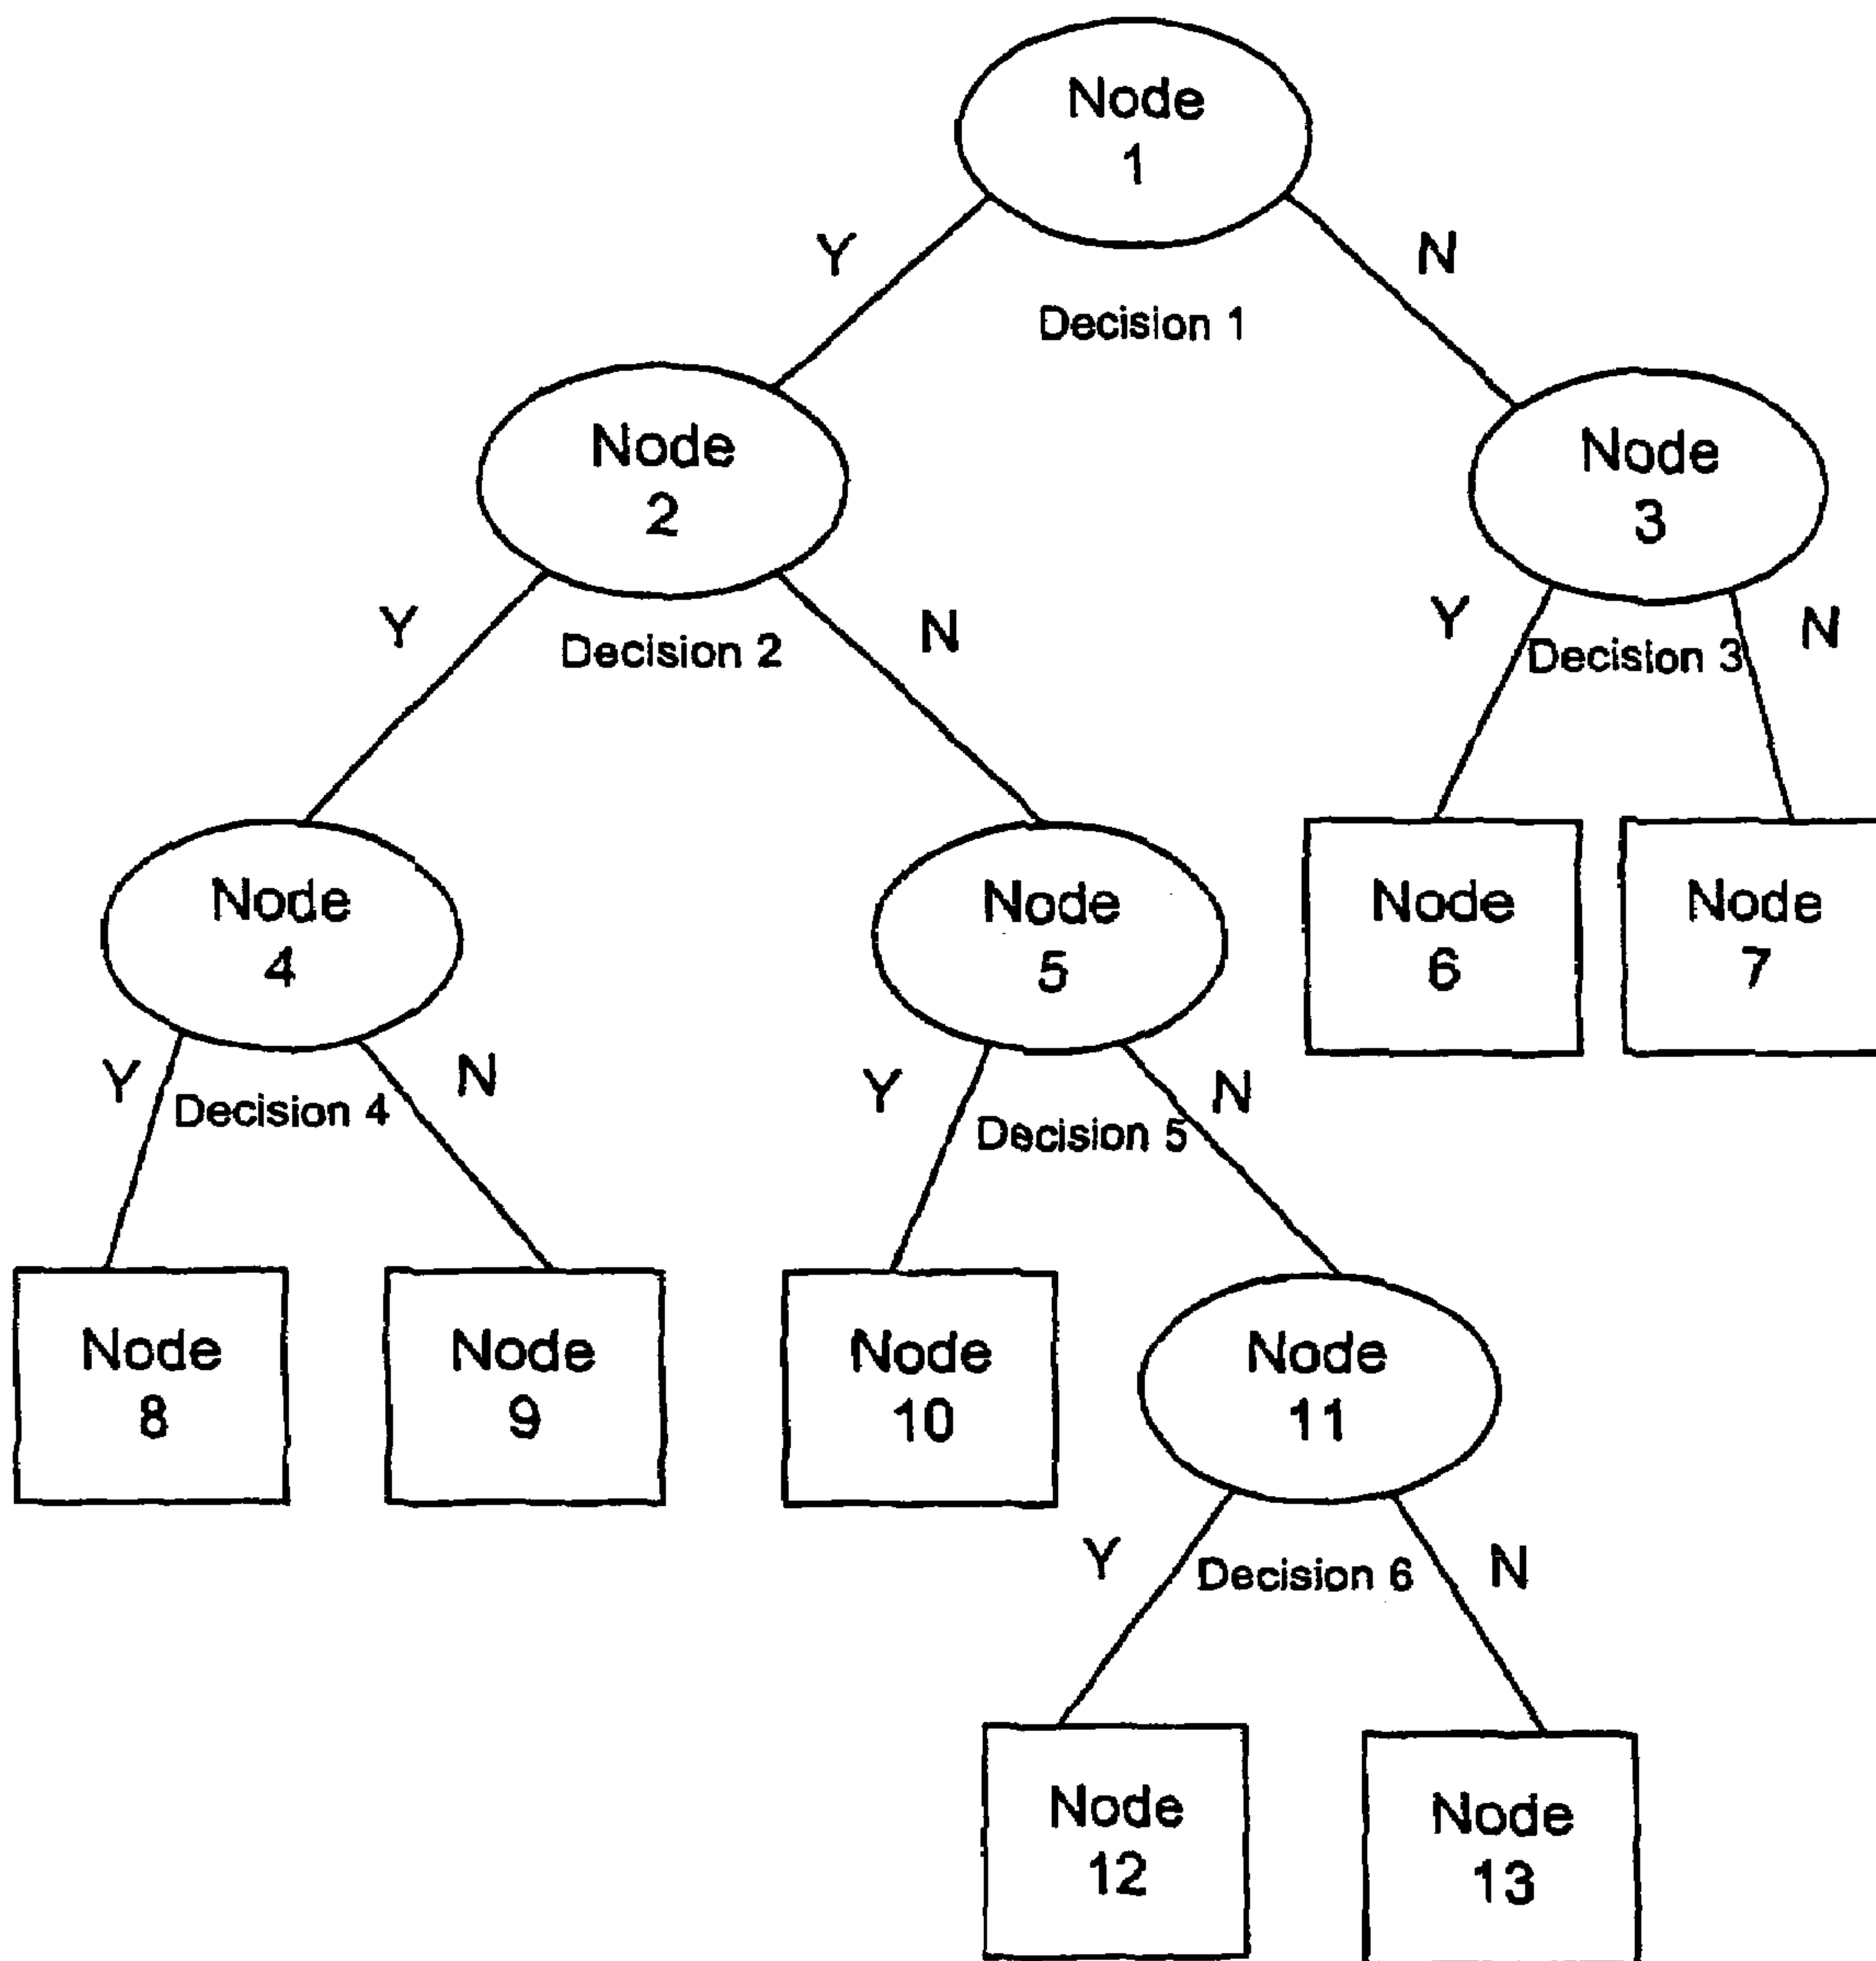 Node
1
Y
N
Decision 1
Node
2
Node
3
Y
Decision 2
N
Y
Decision 3
N
Node
4
Node
5
Node
6
Node
7
Y
Decision 4
N
Y
Decision 5
N
Node
8
Node
9
Node
10
Node
11
Y
Decision 6
N
Node
12
Node
13